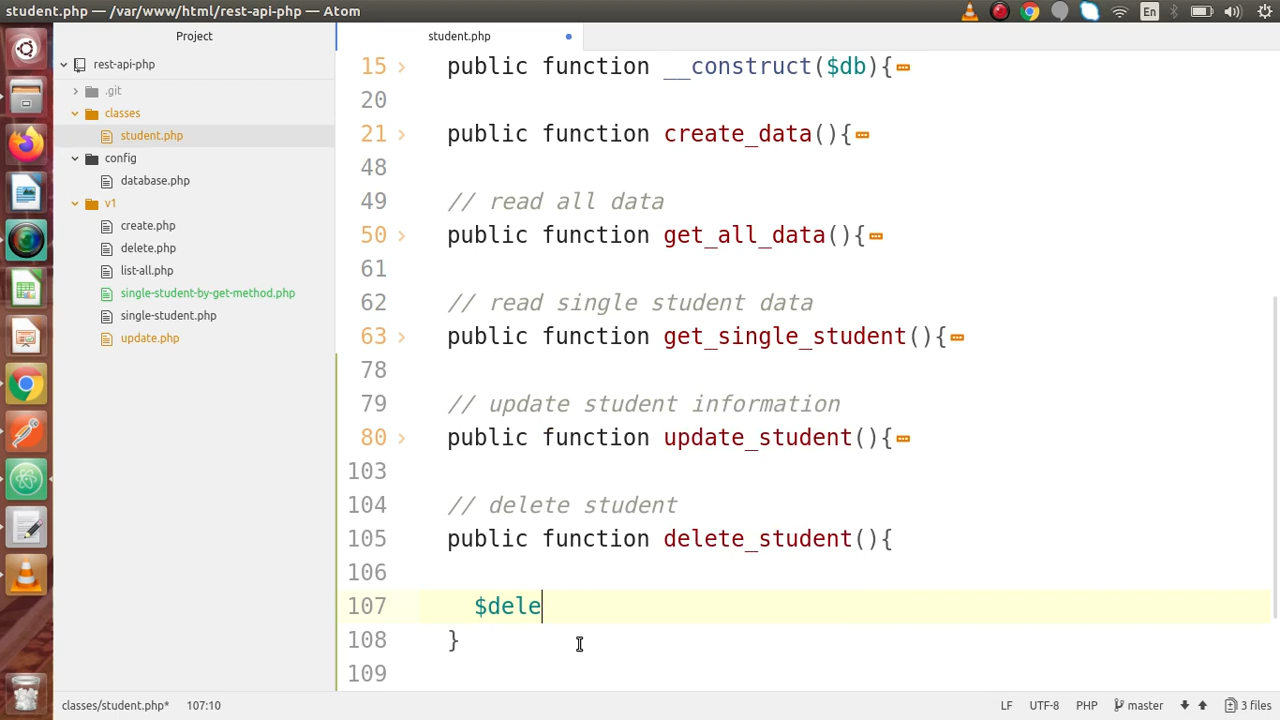 student.php — /var/www/html/rest-api-php — Atom
En
Project
student.php
rest-api-php
.git
classes
student.php
config
database.php
v1
create.php
delete.php
list-all.php
single-student-by-get-method.php
single-student.php
update.php
15 public function __construct($db){
20
21 public function create_data(){
48
49 // read all data
50 public function get_all_data(){
61
62 // read single student data
63 public function get_single_student(){
78
79 // update student information
80 public function update_student(){
103
104 // delete student
105 public function delete_student(){
106
107 $dele
108 }
109
classes/student.php* 107:10 LF UTF-8 PHP master 3 files